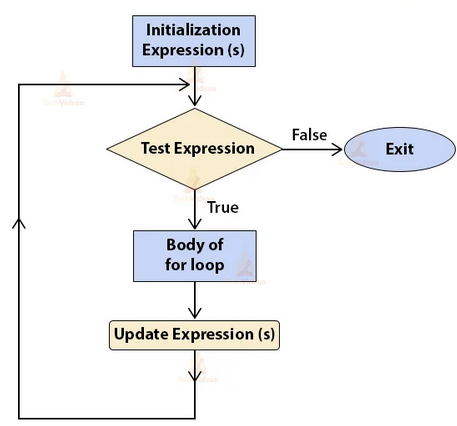 Initialization
Expression (s)
Test Expression
False
Exit
True
Body of
for loop
Update Expression (s)